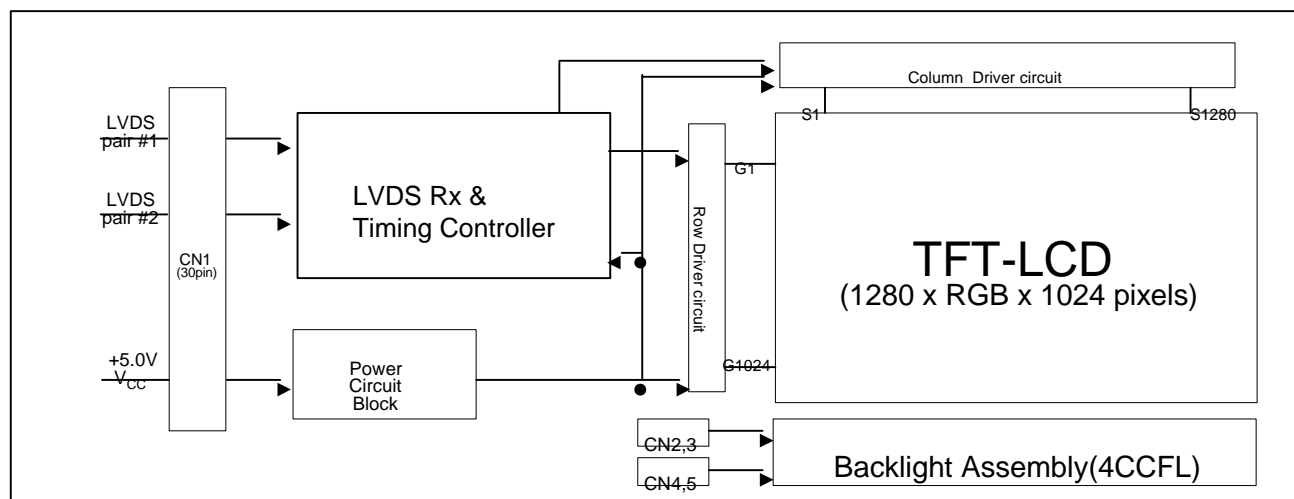 Column Driver circuit
S1
S1280
LVDS
pair #1
LVDS
pair #2
CN1
(30pin)
LVDS Rx &
Timing Controller
Row Driver circuit
G1
G1024
TFT-LCD
(1280 x RGB x 1024 pixels)
+5.0V
VCC
Power
Circuit
Block
CN2,3
CN4,5
Backlight Assembly(4CCFL)